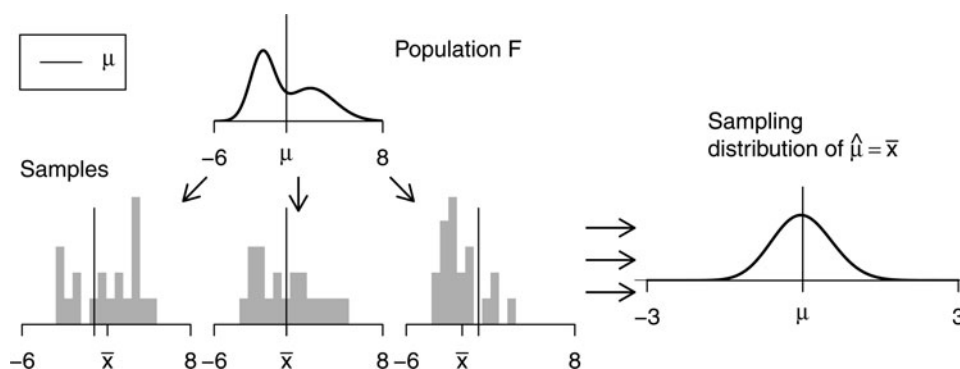 μ
Population F
-6 μ 8
Sampling
distribution of μ̂ = x̄
Samples
-6 x̄ 8
-6 x̄ 8
-6 x̄ 8
-3 μ 3